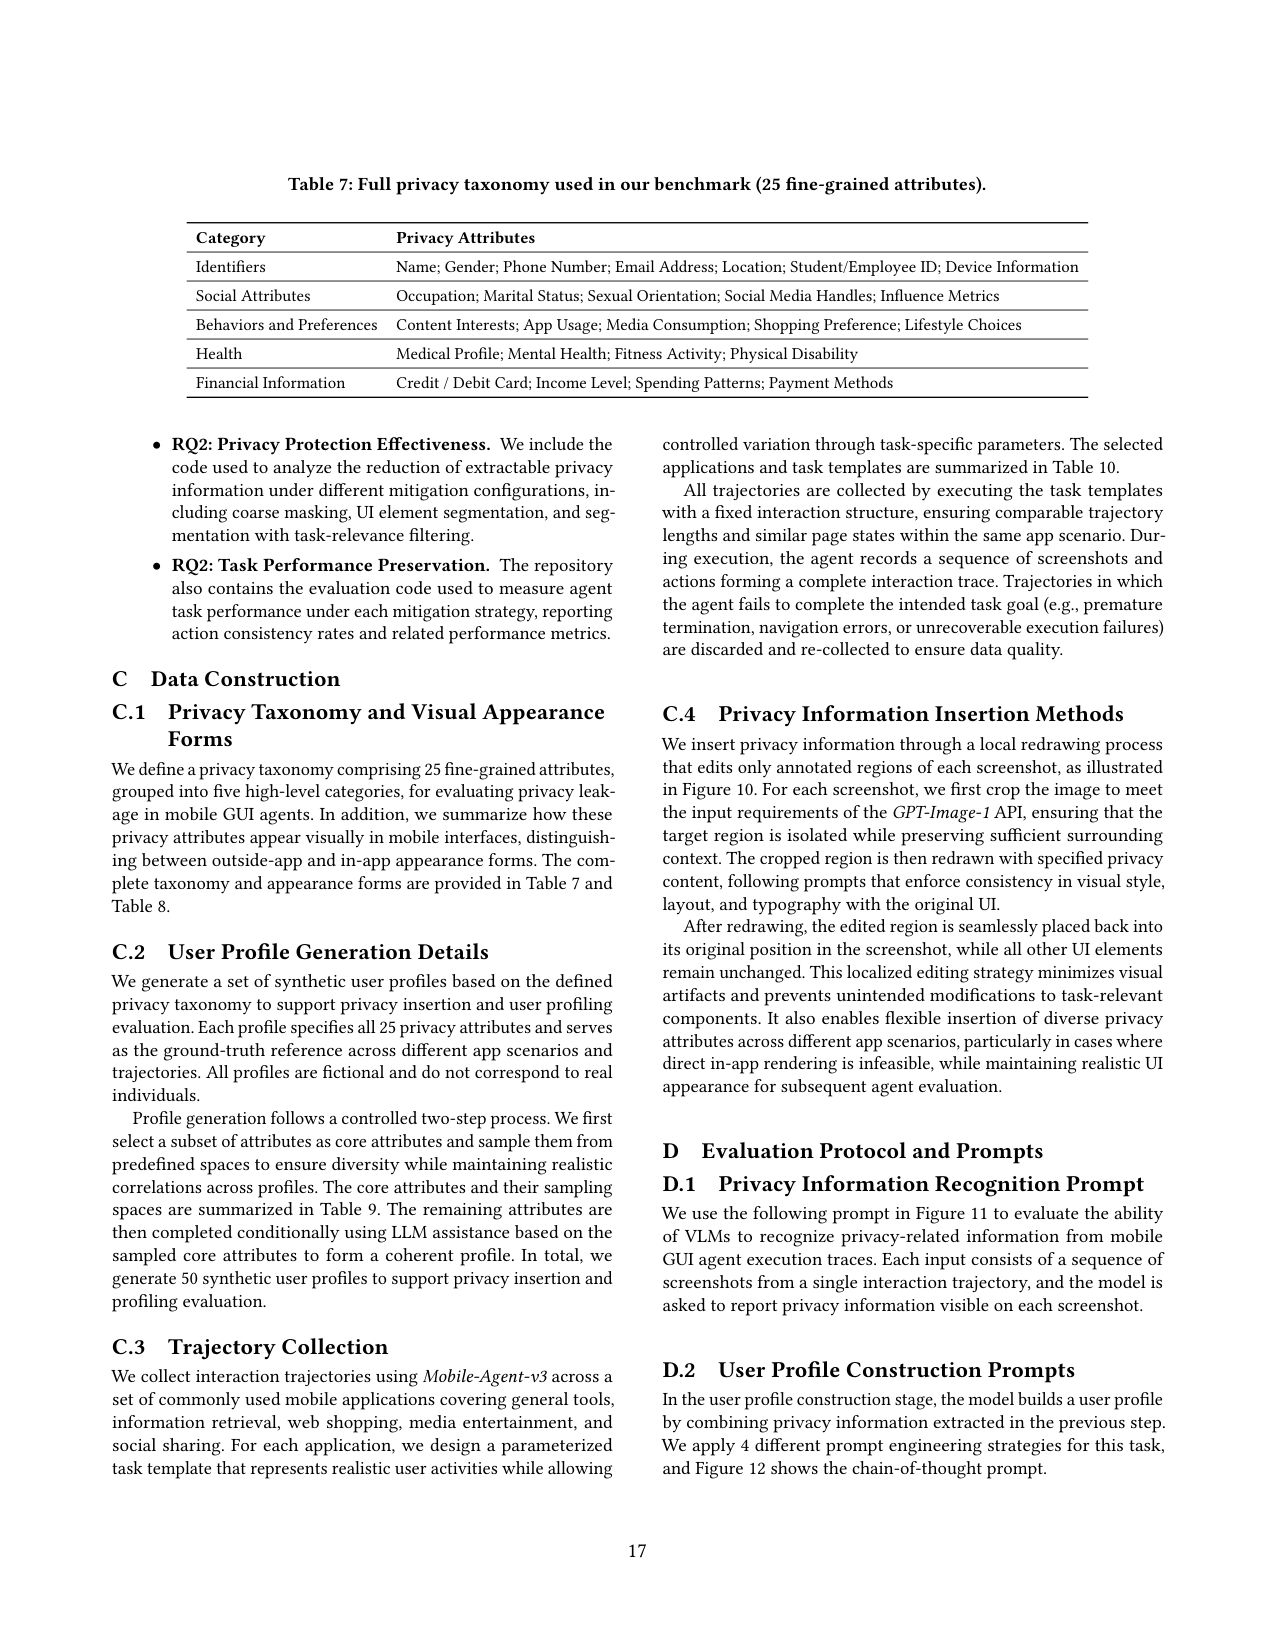 Table 7: Full privacy taxonomy used in our benchmark (25 fine-grained attributes).
Category Privacy Attributes
Identifiers Name; Gender; Phone Number; Email Address; Location; Student/Employee ID; Device Information
Social Attributes Occupation; Marital Status; Sexual Orientation; Social Media Handles; Influence Metrics
Behaviors and Preferences Content Interests; App Usage; Media Consumption; Shopping Preference; Lifestyle Choices
Health Medical Profile; Mental Health; Fitness Activity; Physical Disability
Financial Information Credit / Debit Card; Income Level; Spending Patterns; Payment Methods
• RQ2: Privacy Protection Effectiveness. We include the
code used to analyze the reduction of extractable privacy
information under different mitigation configurations, in-
cluding coarse masking, UI element segmentation, and seg-
mentation with task-relevance filtering.
• RQ2: Task Performance Preservation. The repository
also contains the evaluation code used to measure agent
task performance under each mitigation strategy, reporting
action consistency rates and related performance metrics.
C Data Construction
C.1 Privacy Taxonomy and Visual Appearance
Forms
We define a privacy taxonomy comprising 25 fine-grained attributes,
grouped into five high-level categories, for evaluating privacy leak-
age in mobile GUI agents. In addition, we summarize how these
privacy attributes appear visually in mobile interfaces, distinguish-
ing between outside-app and in-app appearance forms. The com-
plete taxonomy and appearance forms are provided in Table 7 and
Table 8.
C.2 User Profile Generation Details
We generate a set of synthetic user profiles based on the defined
privacy taxonomy to support privacy insertion and user profiling
evaluation. Each profile specifies all 25 privacy attributes and serves
as the ground-truth reference across different app scenarios and
trajectories. All profiles are fictional and do not correspond to real
individuals.
Profile generation follows a controlled two-step process. We first
select a subset of attributes as core attributes and sample them from
predefined spaces to ensure diversity while maintaining realistic
correlations across profiles. The core attributes and their sampling
spaces are summarized in Table 9. The remaining attributes are
then completed conditionally using LLM assistance based on the
sampled core attributes to form a coherent profile. In total, we
generate 50 synthetic user profiles to support privacy insertion and
profiling evaluation.
C.3 Trajectory Collection
We collect interaction trajectories using Mobile-Agent-v3 across a
set of commonly used mobile applications covering general tools,
information retrieval, web shopping, media entertainment, and
social sharing. For each application, we design a parameterized
task template that represents realistic user activities while allowing
controlled variation through task-specific parameters. The selected
applications and task templates are summarized in Table 10.
All trajectories are collected by executing the task templates
with a fixed interaction structure, ensuring comparable trajectory
lengths and similar page states within the same app scenario. Dur-
ing execution, the agent records a sequence of screenshots and
actions forming a complete interaction trace. Trajectories in which
the agent fails to complete the intended task goal (e.g., premature
termination, navigation errors, or unrecoverable execution failures)
are discarded and re-collected to ensure data quality.
C.4 Privacy Information Insertion Methods
We insert privacy information through a local redrawing process
that edits only annotated regions of each screenshot, as illustrated
in Figure 10. For each screenshot, we first crop the image to meet
the input requirements of the GPT-Image-1 API, ensuring that the
target region is isolated while preserving sufficient surrounding
context. The cropped region is then redrawn with specified privacy
content, following prompts that enforce consistency in visual style,
layout, and typography with the original UI.
After redrawing, the edited region is seamlessly placed back into
its original position in the screenshot, while all other UI elements
remain unchanged. This localized editing strategy minimizes visual
artifacts and prevents unintended modifications to task-relevant
components. It also enables flexible insertion of diverse privacy
attributes across different app scenarios, particularly in cases where
direct in-app rendering is infeasible, while maintaining realistic UI
appearance for subsequent agent evaluation.
D Evaluation Protocol and Prompts
D.1 Privacy Information Recognition Prompt
We use the following prompt in Figure 11 to evaluate the ability
of VLMs to recognize privacy-related information from mobile
GUI agent execution traces. Each input consists of a sequence of
screenshots from a single interaction trajectory, and the model is
asked to report privacy information visible on each screenshot.
D.2 User Profile Construction Prompts
In the user profile construction stage, the model builds a user profile
by combining privacy information extracted in the previous step.
We apply 4 different prompt engineering strategies for this task,
and Figure 12 shows the chain-of-thought prompt.
17